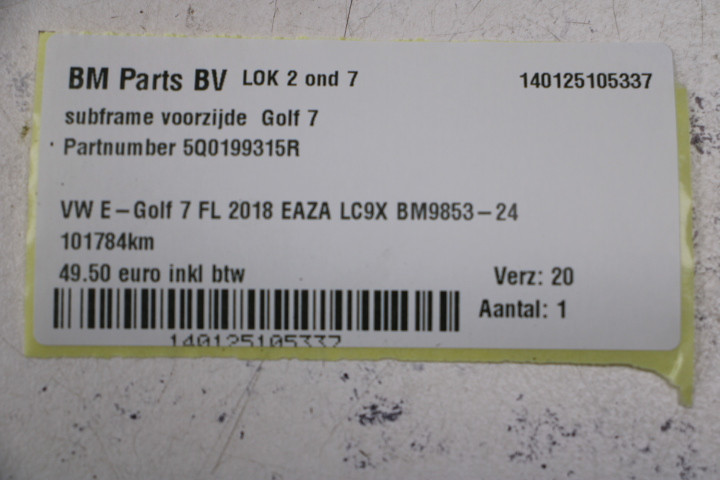 BM Parts BV LOK 2 ond 7 140125105337
subframe voorzijde Golf 7
Partnumber 5Q0199315R
VW E-Golf 7 FL 2018 EAZA LC9X BM9853-24
101784km
49.50 euro inkl btw Verz: 20
Aantal: 1
140125105337